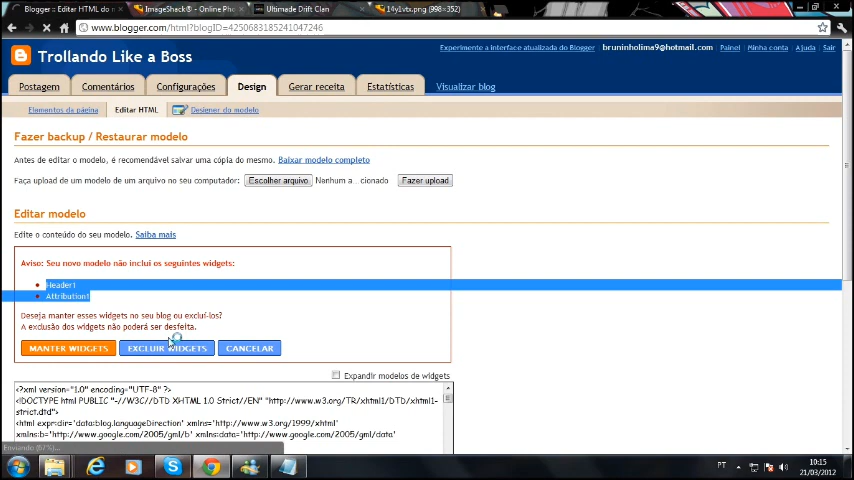 Blogger :: Editar HTML do n
ImageShack® - Online Pho
Ultimade Drift Clan
14y1vtx.png (998×352)
www.blogger.com/html?blogID=4250683185241047246
Experimente a interface atualizada do Blogger
bruninholima9@hotmail.com
Painel
Minha conta
Ajuda
Sair
Trollando Like a Boss
Postagem
Comentários
Configurações
Design
Gerar receita
Estatísticas
Visualizar blog
Elementos da página
Editar HTML
Designer do modelo
Fazer backup / Restaurar modelo
Antes de editar o modelo, é recomendável salvar uma cópia do mesmo. Baixar modelo completo
Faça upload de um modelo de um arquivo no seu computador: Escolher arquivo Nenhum a...cionado Fazer upload
Editar modelo
Edite o conteúdo do seu modelo. Saiba mais
Aviso: Seu novo modelo não inclui os seguintes widgets:
Header1
Attribution1
Deseja manter esses widgets no seu blog ou excluí-los?
A exclusão dos widgets não poderá ser desfeita.
MANTER WIDGETS
EXCLUIR WIDGETS
CANCELAR
Expandir modelos de widgets
<?xml version="1.0" encoding="UTF-8" ?>
<!DOCTYPE html PUBLIC "-//W3C//DTD XHTML 1.0 Strict//EN" "http://www.w3.org/TR/xhtml1/DTD/xhtml1-
strict.dtd">
<html expr:dir='data:blog.languageDirection' xmlns='http://www.w3.org/1999/xhtml'
xmlns:b='http://www.google.com/2005/gml/b' xmlns:data='http://www.google.com/2005/gml/data'
Enviando (87%)...
PT
10:15
21/03/2012